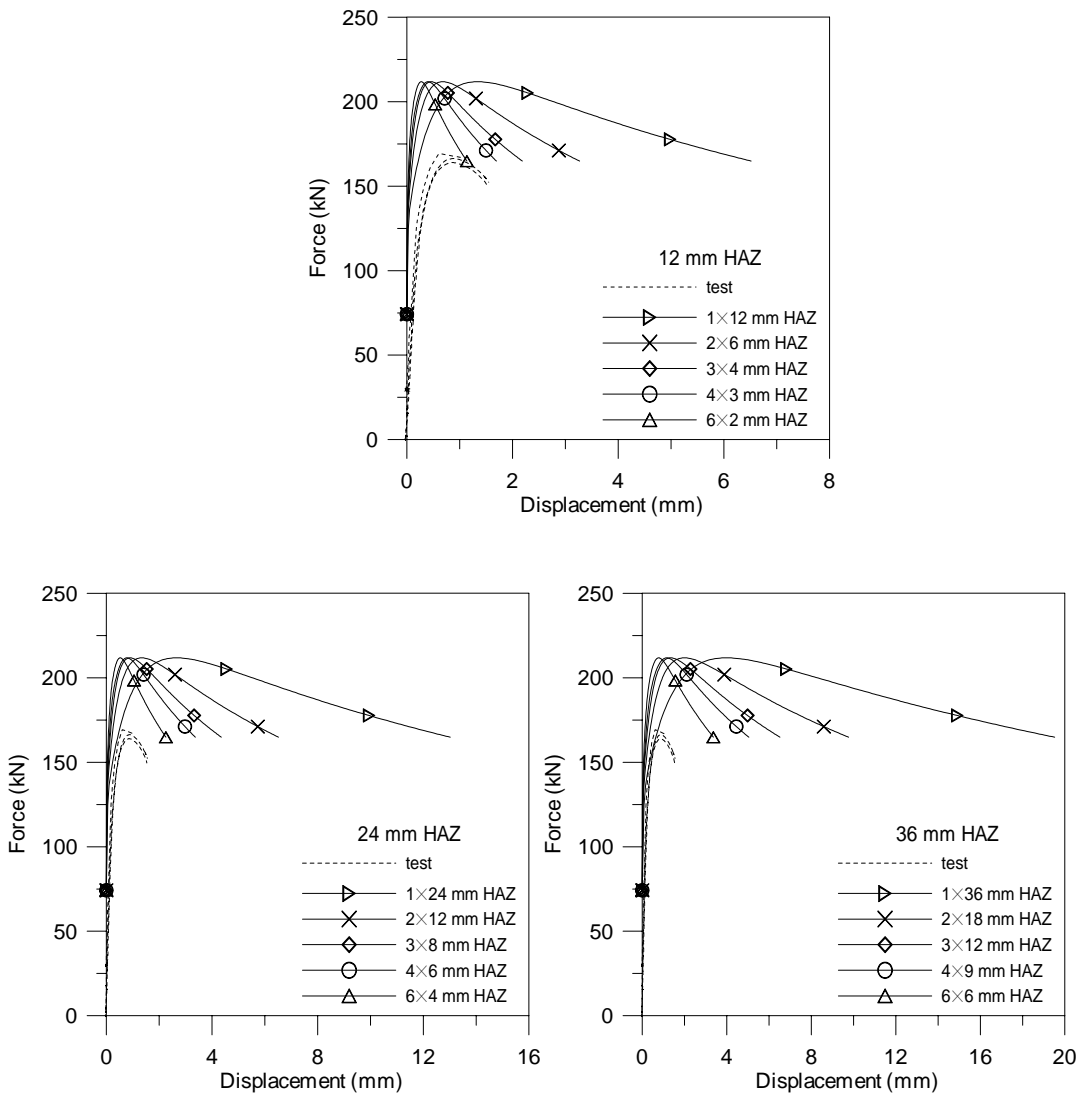 250
200
150
100
50
0
Force (kN)
12 mm HAZ
test
1×12 mm HAZ
2×6 mm HAZ
3×4 mm HAZ
4×3 mm HAZ
6×2 mm HAZ
0 2 4 6 8
Displacement (mm)
250
200
150
100
50
0
Force (kN)
24 mm HAZ
test
1×24 mm HAZ
2×12 mm HAZ
3×8 mm HAZ
4×6 mm HAZ
6×4 mm HAZ
0 4 8 12 16
Displacement (mm)
250
200
150
100
50
0
Force (kN)
36 mm HAZ
test
1×36 mm HAZ
2×18 mm HAZ
3×12 mm HAZ
4×9 mm HAZ
6×6 mm HAZ
0 4 8 12 16 20
Displacement (mm)